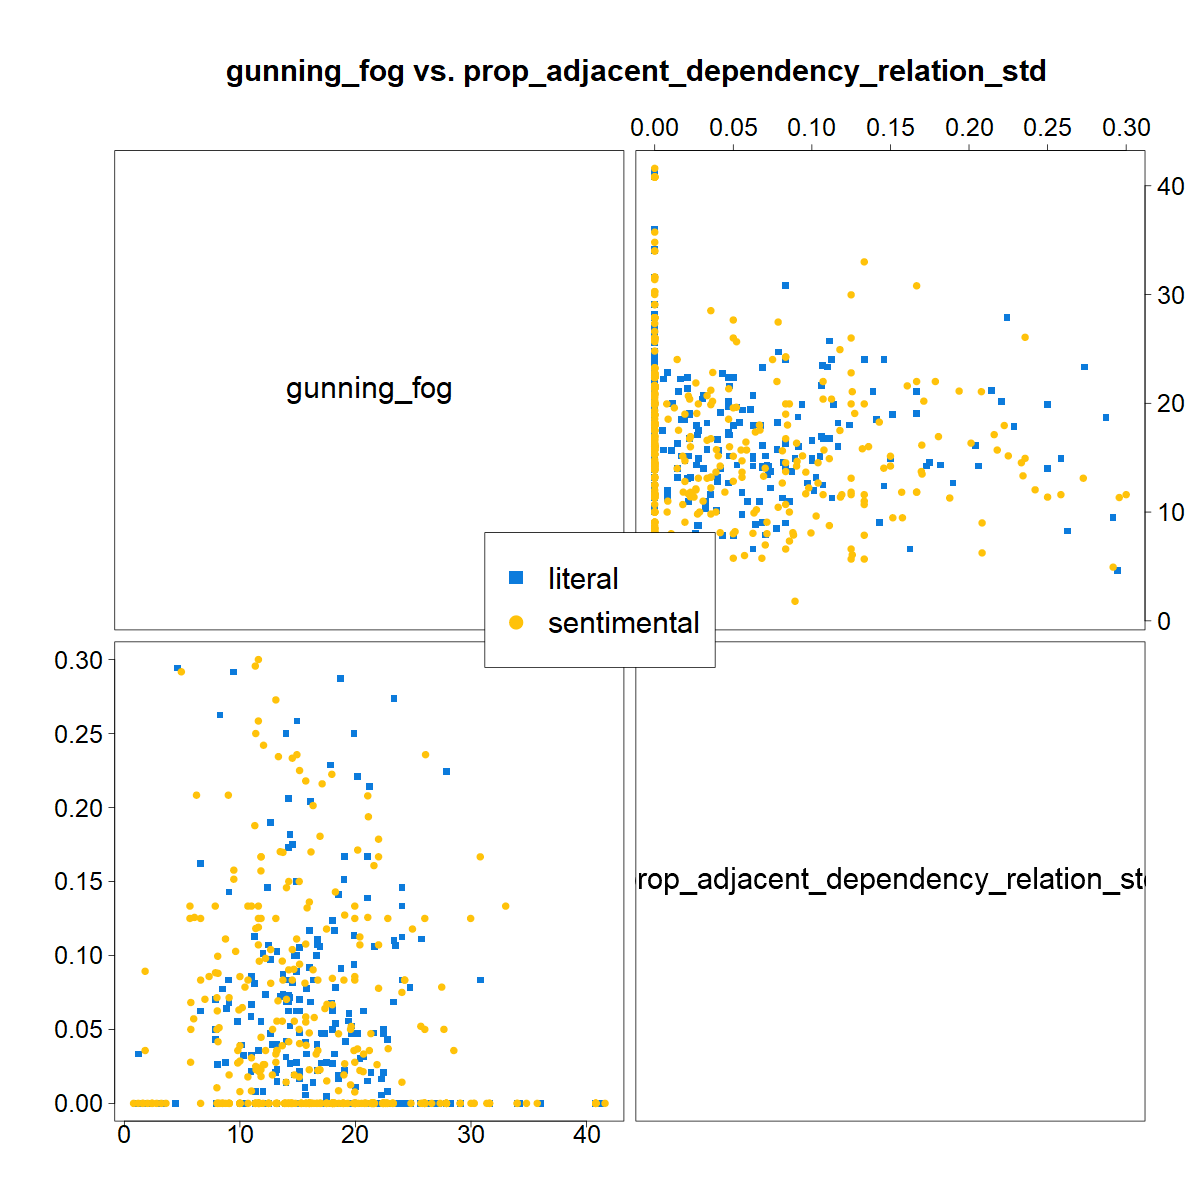 gunning_fog vs. prop_adjacent_dependency_relation_std
0.00 0.05 0.10 0.15 0.20 0.25 0.30
gunning_fog
40
30
20
10
0
literal
sentimental
0.30
0.25
0.20
0.15
0.10
0.05
0.00
prop_adjacent_dependency_relation_std
0 10 20 30 40